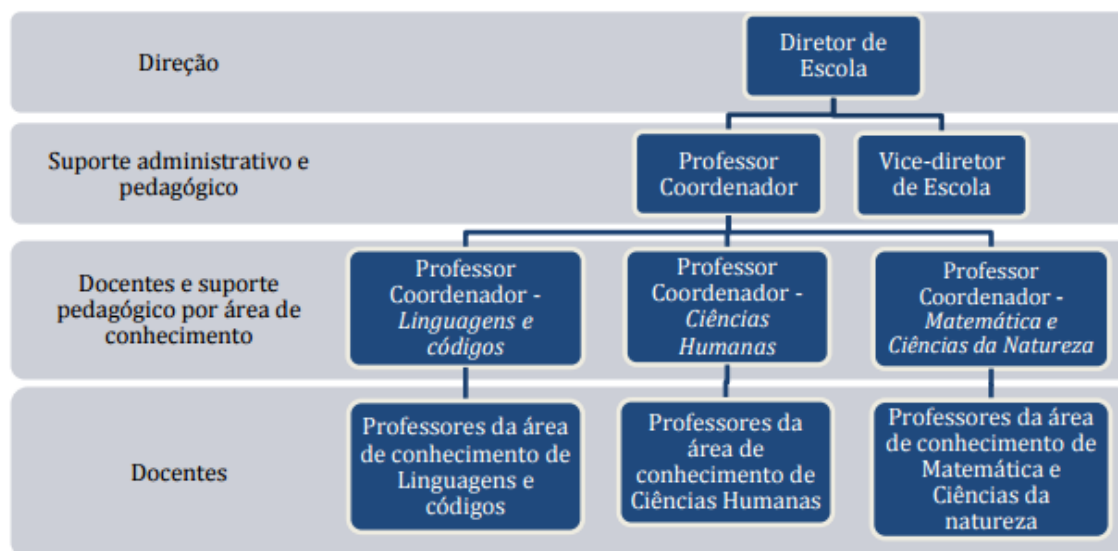 Direção
Diretor de
Escola
Suporte administrativo e
pedagógico
Professor
Coordenador
Vice-diretor
de Escola
Docentes e suporte
pedagógico por área de
conhecimento
Professor
Coordenador -
Linguagens e
códigos
Professor
Coordenador -
Ciências
Humanas
Professor
Coordenador -
Matemática e
Ciências da Natureza
Docentes
Professores da área
de conhecimento de
Linguagens e
códigos
Professores da
área de
conhecimento de
Ciências Humanas
Professores da área
de conhecimento de
Matemática e
Ciências da
natureza